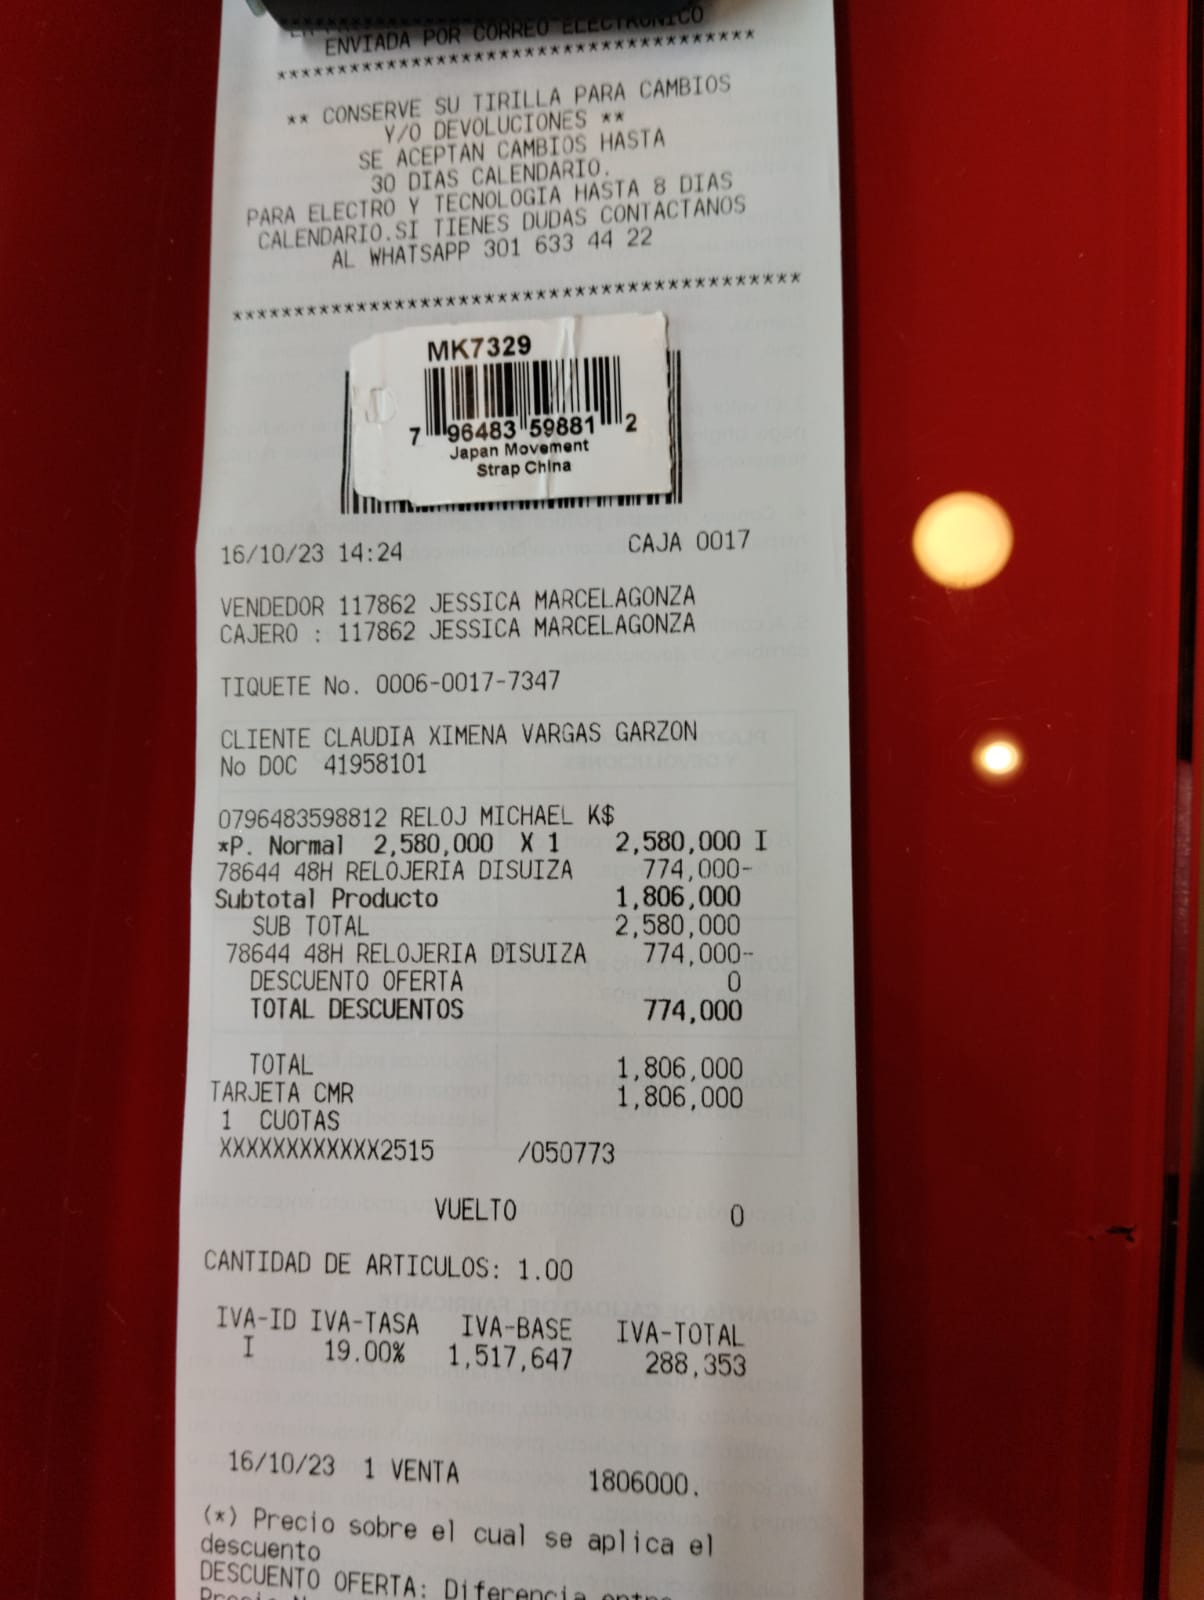 ENVIADA POR CORREO ELECTRONICO
****************************************
** CONSERVE SU TIRILLA PARA CAMBIOS
Y/O DEVOLUCIONES **
SE ACEPTAN CAMBIOS HASTA
30 DIAS CALENDARIO.
PARA ELECTRO Y TECNOLOGIA HASTA 8 DIAS
CALENDARIO.SI TIENES DUDAS CONTACTANOS
AL WHATSAPP 301 633 44 22
****************************************
MK7329
7 96483 59881 2
Japan Movement
Strap China
16/10/23 14:24 CAJA 0017
VENDEDOR 117862 JESSICA MARCELAGONZA
CAJERO : 117862 JESSICA MARCELAGONZA
TIQUETE No. 0006-0017-7347
CLIENTE CLAUDIA XIMENA VARGAS GARZON
No DOC 41958101
0796483598812 RELOJ MICHAEL K$
*P. Normal 2,580,000 X 1 2,580,000 I
78644 48H RELOJERIA DISUIZA 774,000-
Subtotal Producto 1,806,000
SUB TOTAL 2,580,000
78644 48H RELOJERIA DISUIZA 774,000-
DESCUENTO OFERTA 0
TOTAL DESCUENTOS 774,000
TOTAL 1,806,000
TARJETA CMR 1,806,000
1 CUOTAS
XXXXXXXXXXXX2515 /050773
VUELTO 0
CANTIDAD DE ARTICULOS: 1.00
IVA-ID IVA-TASA IVA-BASE IVA-TOTAL
I 19.00% 1,517,647 288,353
16/10/23 1 VENTA 1806000.
(*) Precio sobre el cual se aplica el
descuento
DESCUENTO OFERTA: Diferencia entre